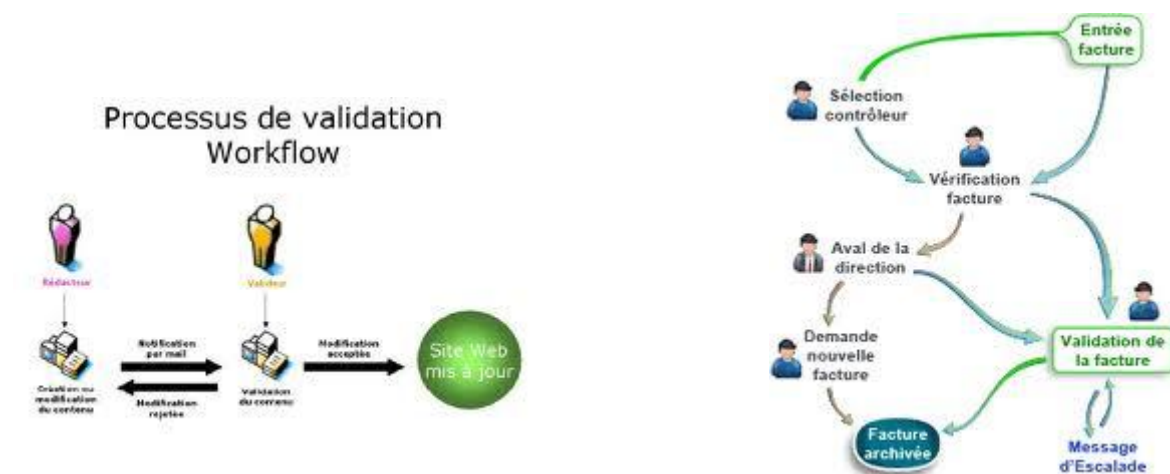 Processus de validation
Workflow
Rédacteur
Valideur
Création ou
modification
du contenu
Notification
par mail
Modification
rejetée
Validation
du contenu
Modification
acceptée
Site Web
mis à jour
Entrée
facture
Sélection
contrôleur
Vérification
facture
Aval de la
direction
Demande
nouvelle
facture
Validation de
la facture
Facture
archivée
Message
d'Escalade